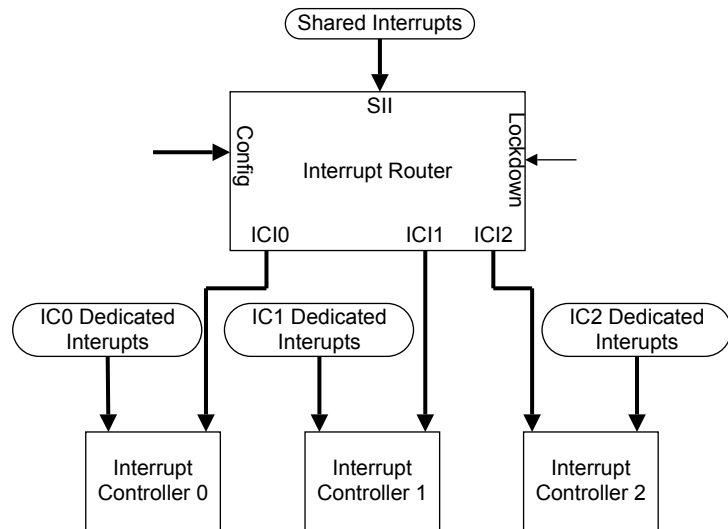 Shared Interrupts
SII
Config
Lockdown
Interrupt Router
ICI0
ICI1
ICI2
IC0 Dedicated
Interupts
IC1 Dedicated
Interupts
IC2 Dedicated
Interupts
Interrupt
Controller 0
Interrupt
Controller 1
Interrupt
Controller 2